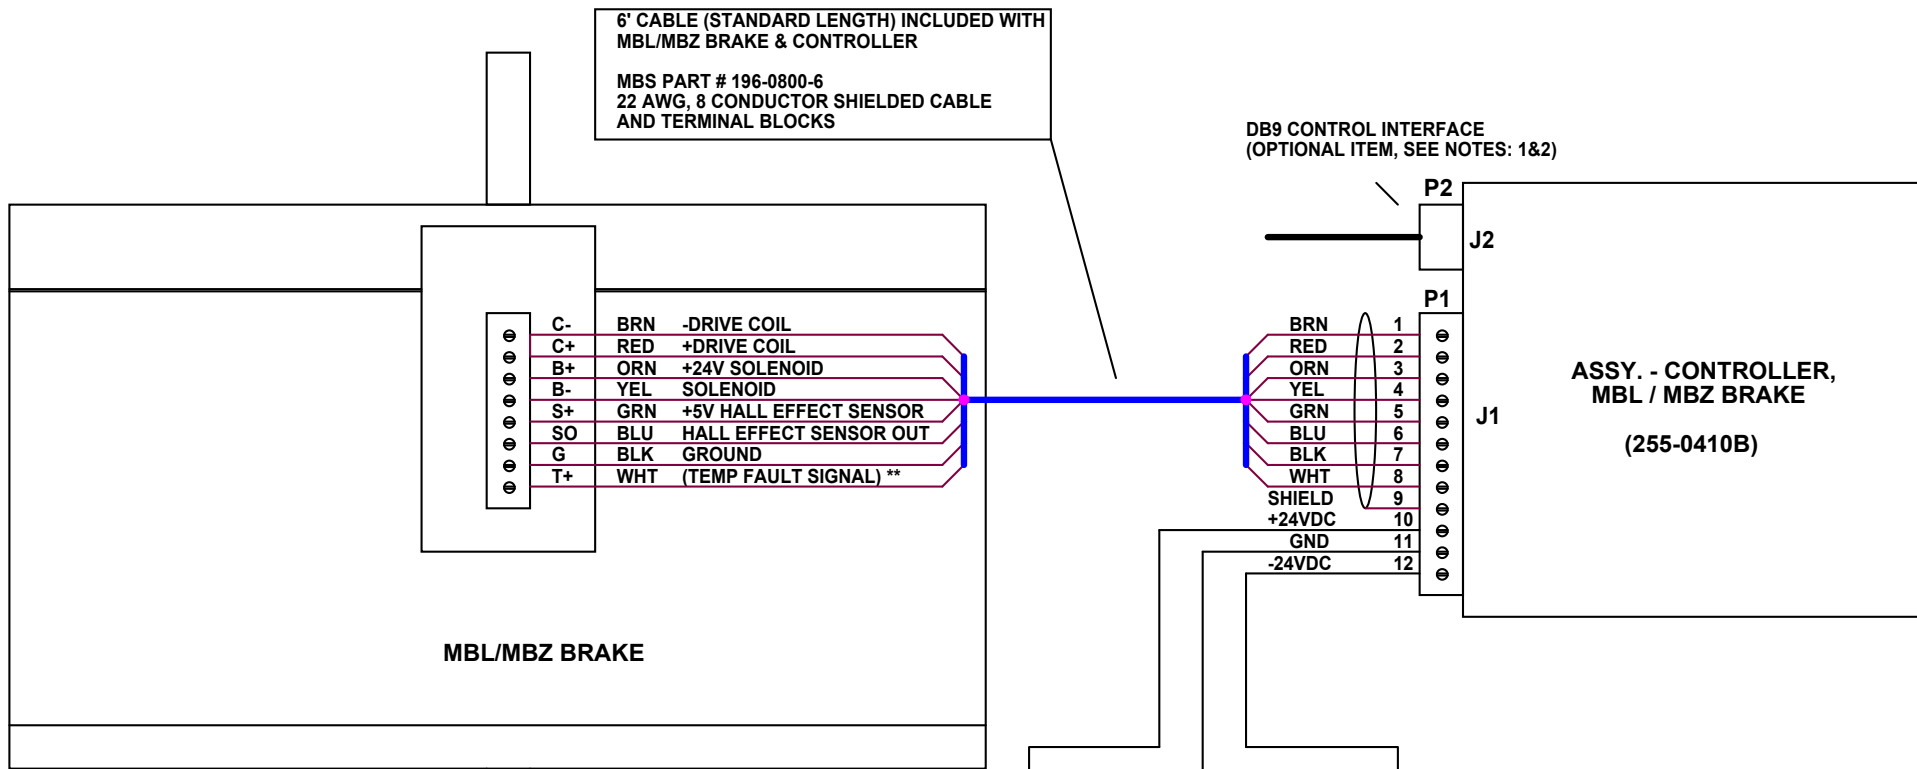 6' CABLE (STANDARD LENGTH) INCLUDED WITH
MBL/MBZ BRAKE & CONTROLLER
MBS PART # 196-0800-6
22 AWG, 8 CONDUCTOR SHIELDED CABLE
AND TERMINAL BLOCKS
DB9 CONTROL INTERFACE
(OPTIONAL ITEM, SEE NOTES: 1&2)
P2
J2
P1
C- BRN -DRIVE COIL
C+ RED +DRIVE COIL
B+ ORN +24V SOLENOID
B- YEL SOLENOID
S+ GRN +5V HALL EFFECT SENSOR
SO BLU HALL EFFECT SENSOR OUT
G BLK GROUND
T+ WHT (TEMP FAULT SIGNAL) **
BRN 1
RED 2
ORN 3
YEL 4
GRN 5
BLU 6
BLK 7
WHT 8
SHIELD 9
+24VDC 10
GND 11
-24VDC 12
J1
ASSY. - CONTROLLER,
MBL / MBZ BRAKE
(255-0410B)
MBL/MBZ BRAKE